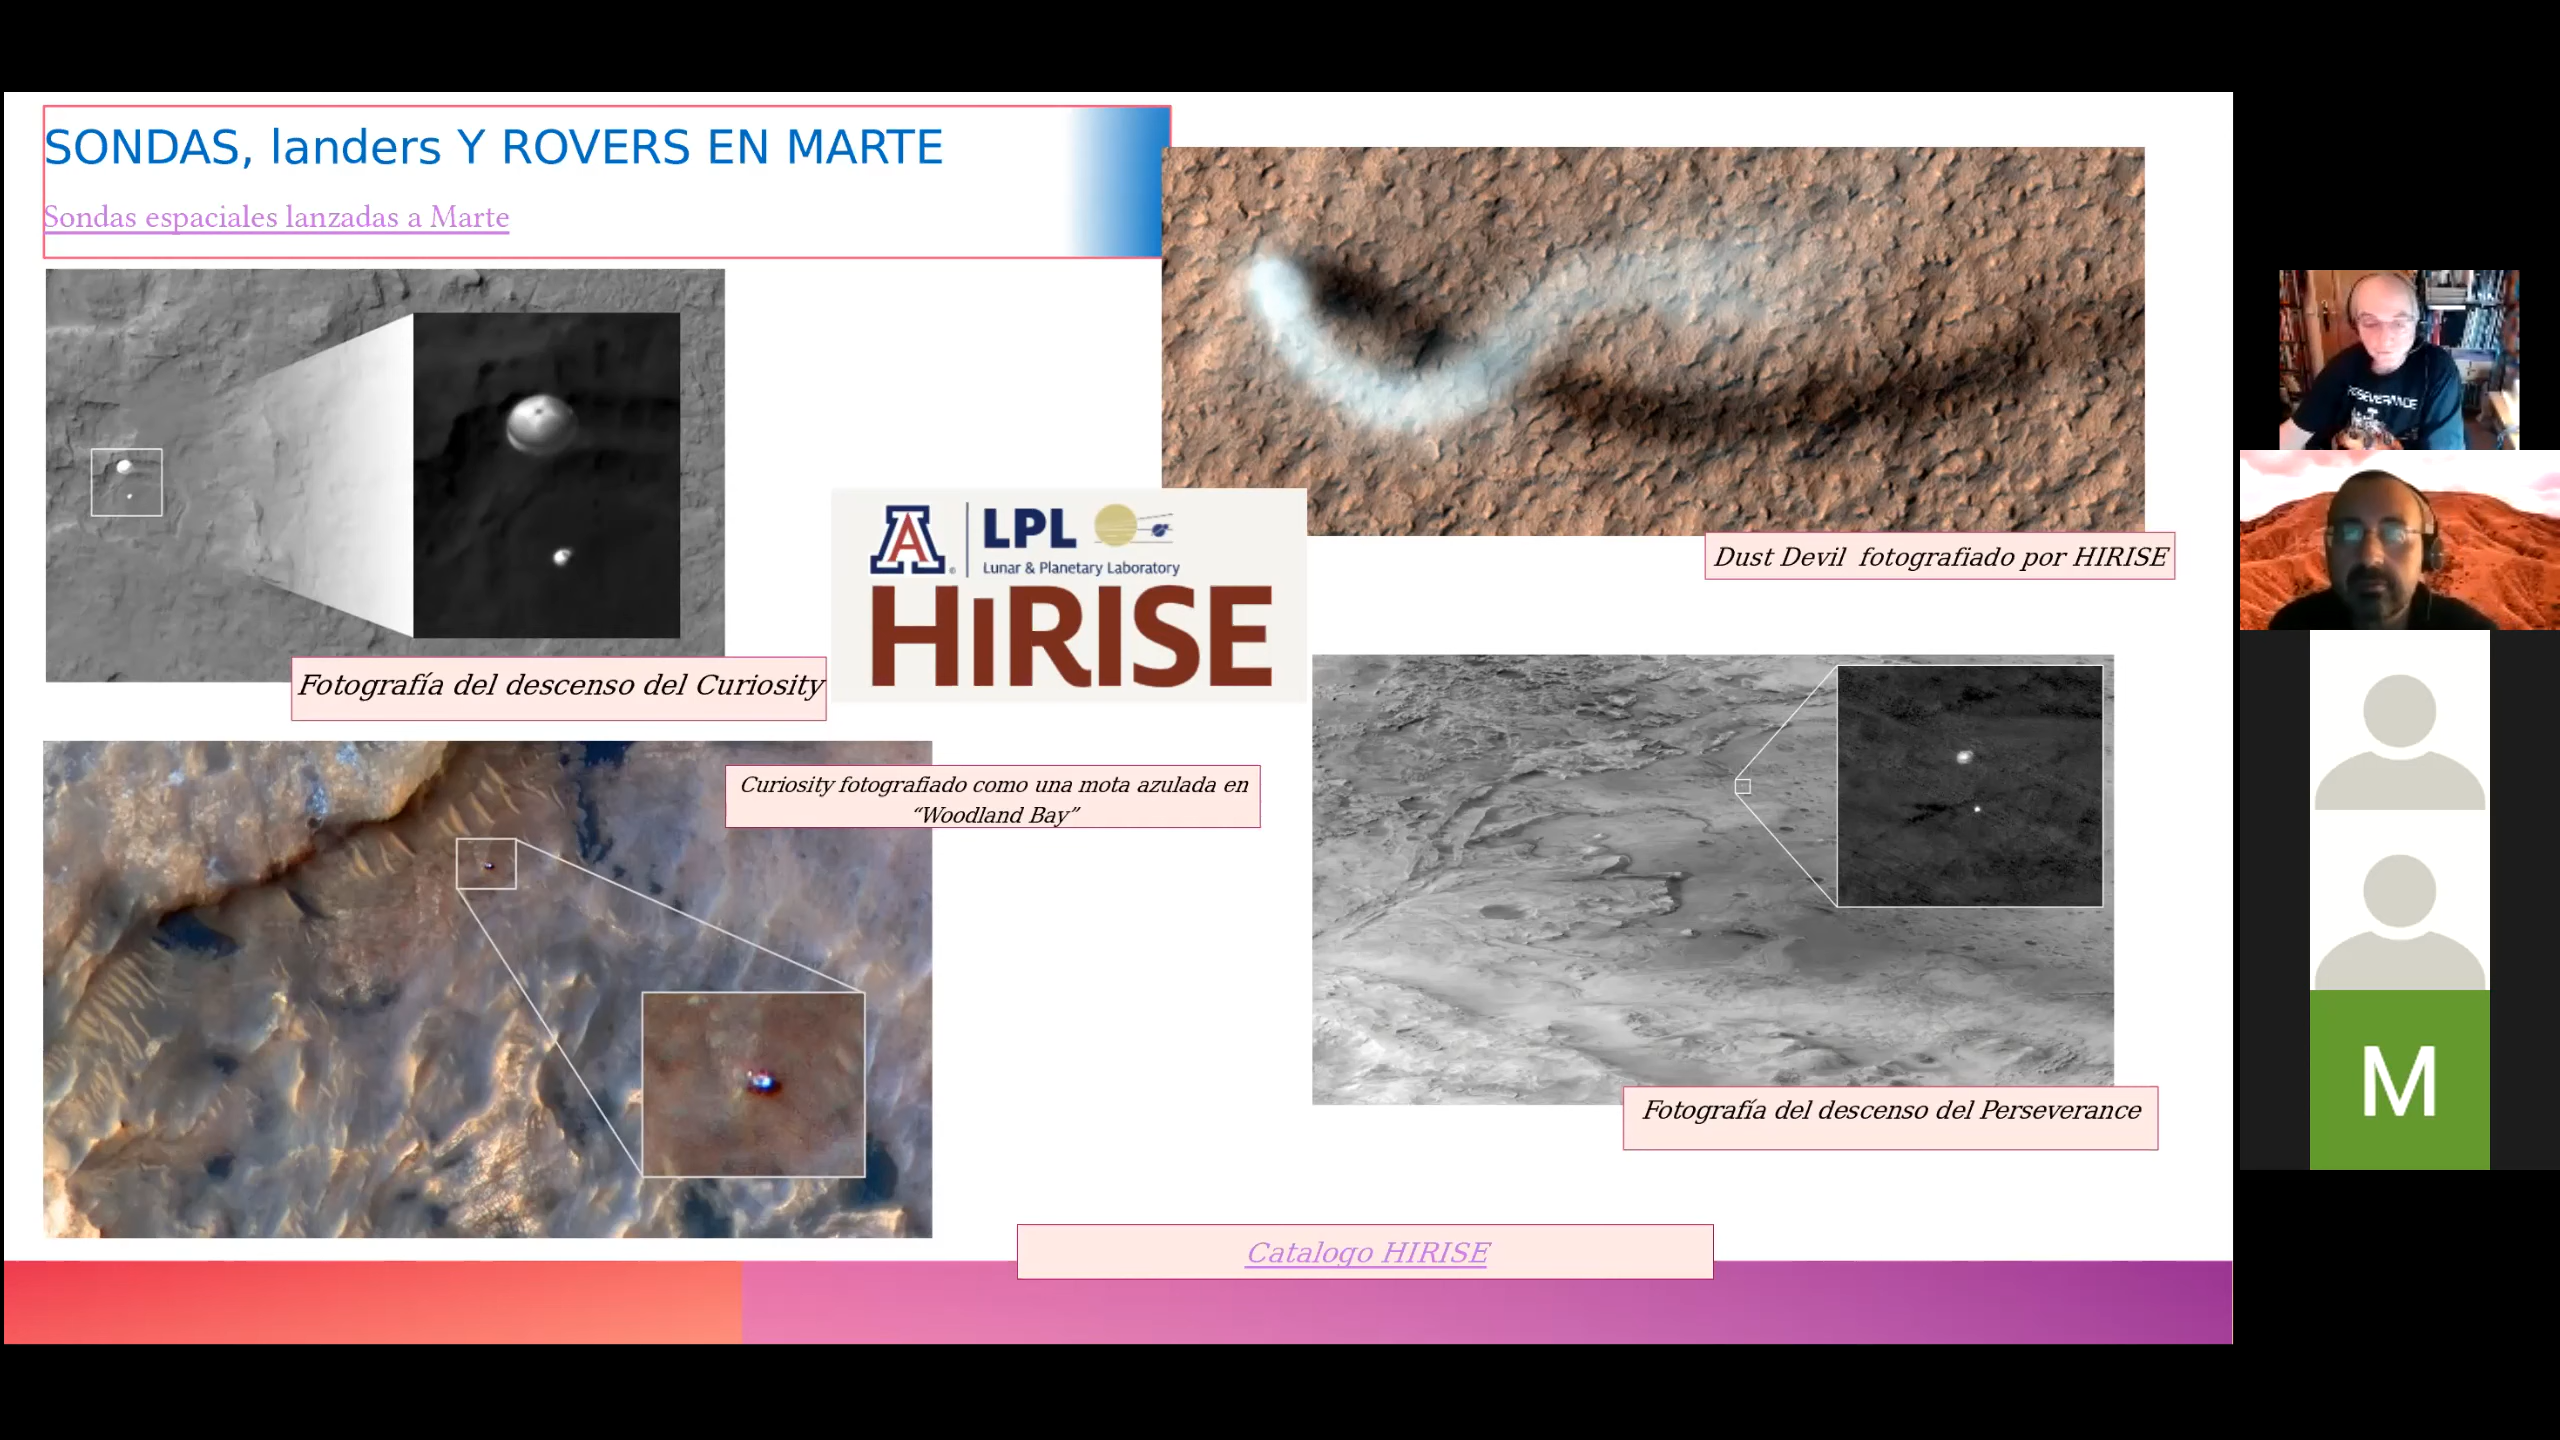 SONDAS, landers Y ROVERS EN MARTE
Sondas espaciales lanzadas a Marte
Dust Devil  fotografiado por HIRISE
A
LPL
Lunar & Planetary Laboratory
HiRISE
Fotografía del descenso del Curiosity
Curiosity fotografiado como una mota azulada en
“Woodland Bay”
Fotografía del descenso del Perseverance
Catalogo HIRISE
M